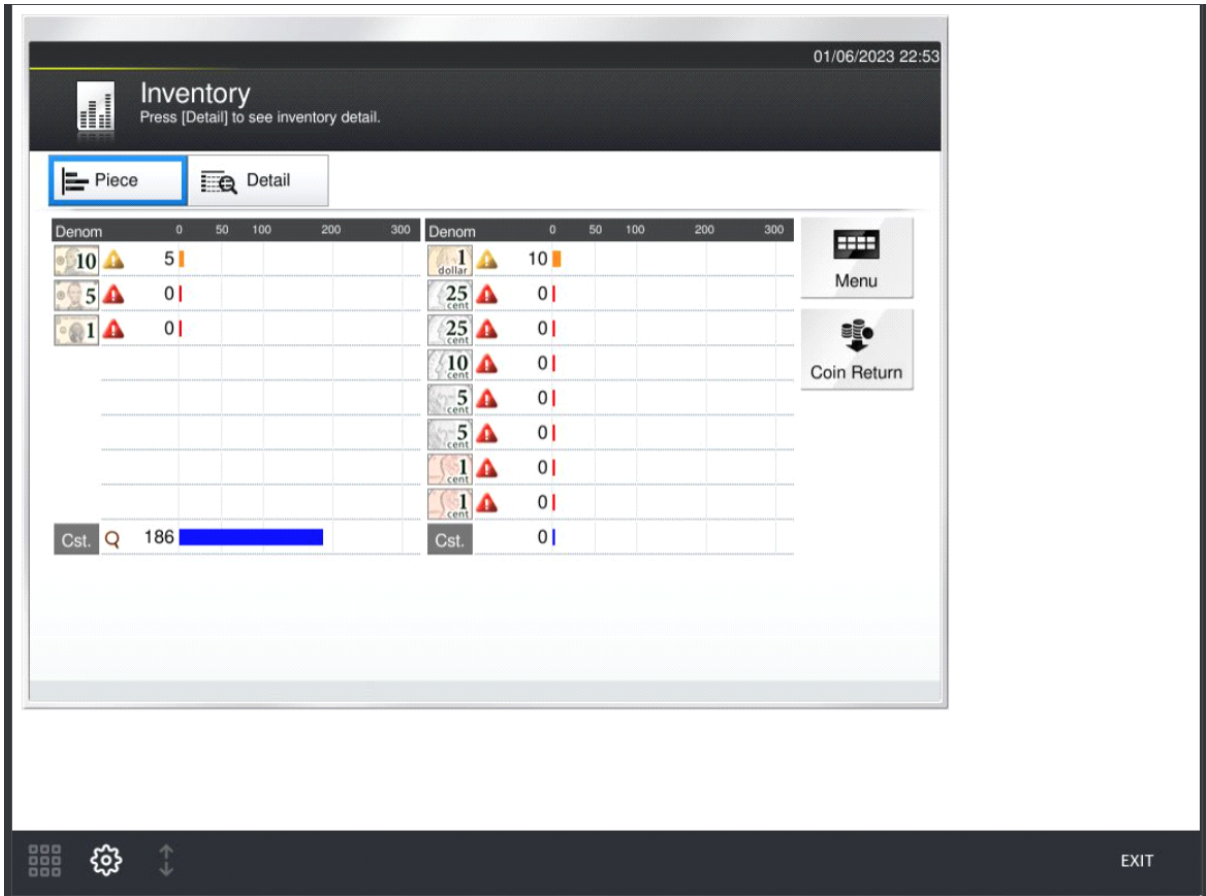 01/06/2023 22:53
Inventory
Press [Detail] to see inventory detail.
Piece
Detail
Denom 0 50 100 200 300
10 5
5 0
1 0
Cst. 186
Denom 0 50 100 200 300
1 dollar 10
25 cent 0
25 cent 0
10 cent 0
5 cent 0
5 cent 0
1 cent 0
1 cent 0
Cst. 0
Menu
Coin Return
EXIT